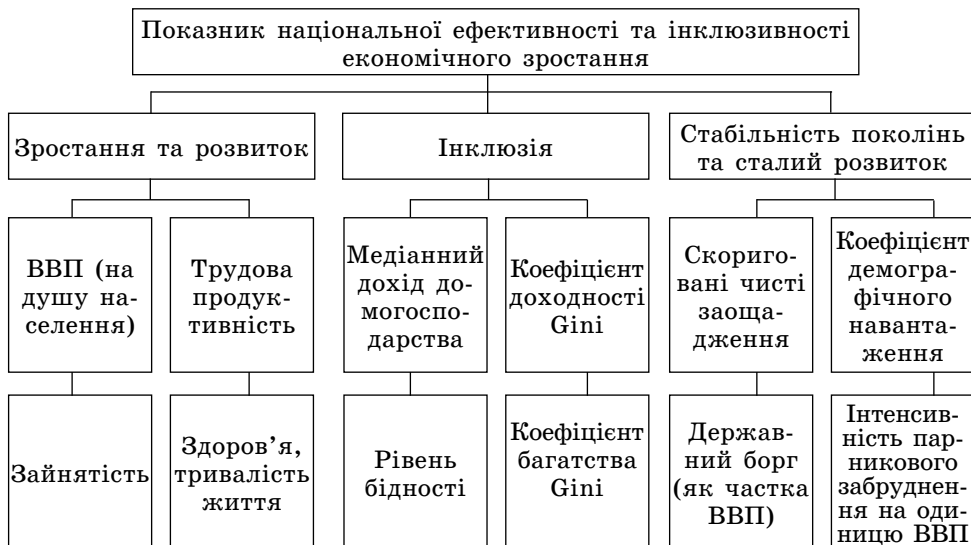 Показник національної ефективності та інклюзивності
економічного зростання
Зростання та розвиток
Інклюзія
Стабільність поколінь
та сталий розвиток
ВВП (на
душу на-
селення)
Трудова
продук-
тивність
Медіанний
дохід до-
могоспо-
дарства
Коефіцієнт
доходності
Gini
Скориго-
вані чисті
заоща-
дження
Коефіцієнт
демогра-
фічного
наванта-
ження
Зайнятість
Здоров’я,
тривалість
життя
Рівень
бідності
Коефіцієнт
багатства
Gini
Держав-
ний борг
(як частка
ВВП)
Інтенсив-
ність пар-
никового
забруднен-
ня на оди-
ницю ВВП